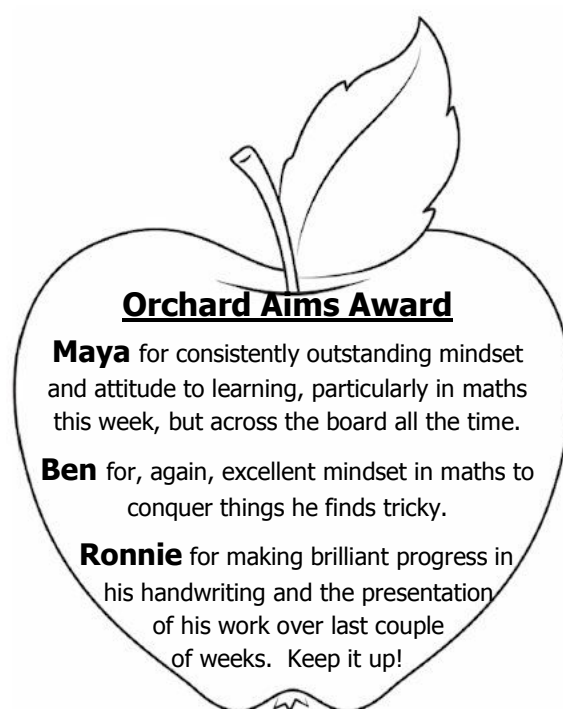 Orchard Aims Award
Maya for consistently outstanding mindset
and attitude to learning, particularly in maths
this week, but across the board all the time.
Ben for, again, excellent mindset in maths to
conquer things he finds tricky.
Ronnie for making brilliant progress in
his handwriting and the presentation
of his work over last couple
of weeks.  Keep it up!